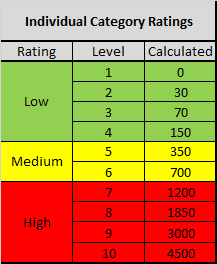 Individual Category Ratings
Rating Level Calculated
Low
1 0
2 30
3 70
4 150
Medium
5 350
6 700
High
7 1200
8 1850
9 3000
10 4500